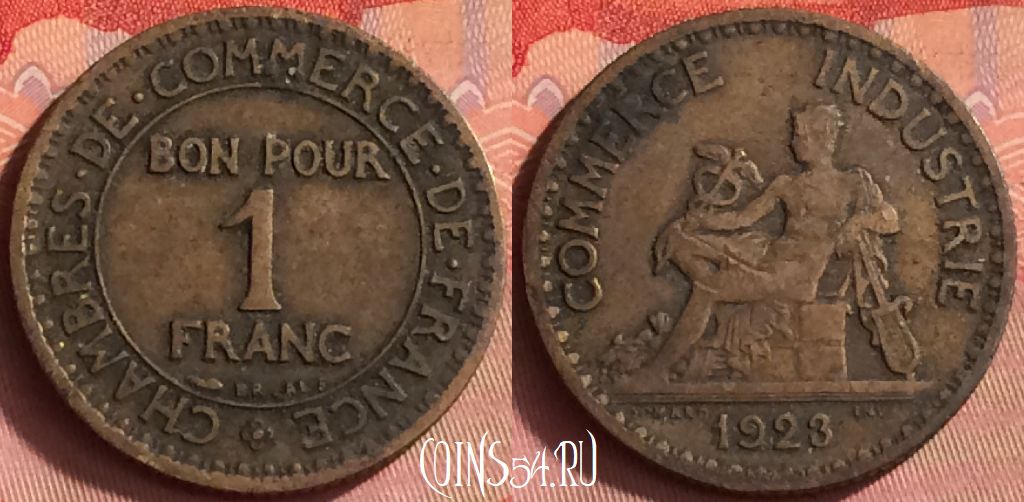 CHAMBRES·DE·COMMERCE·DE·FRANCE
BON POUR
1
FRANC
COMMERCE INDUSTRIE
1923
COINS54.RU